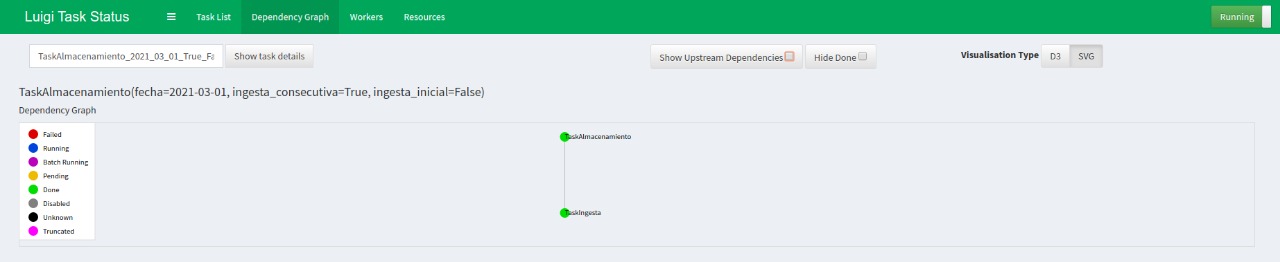 Luigi Task Status
Task List
Dependency Graph
Workers
Resources
Running
TaskAlmacenamiento_2021_03_01_True_Fa
Show task details
Show Upstream Dependencies
Hide Done
Visualisation Type
D3
SVG
TaskAlmacenamiento(fecha=2021-03-01, ingesta_consecutiva=True, ingesta_inicial=False)
Dependency Graph
Failed
Running
Batch Running
Pending
Done
Disabled
Unknown
Truncated
TaskAlmacenamiento
TaskIngesta